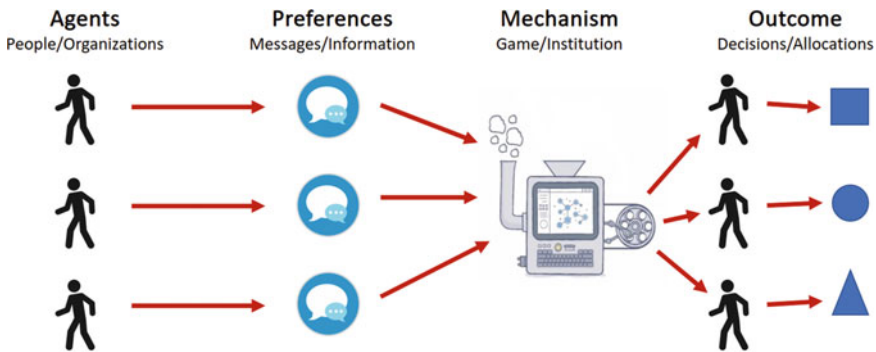 Agents
People/Organizations
Preferences
Messages/Information
Mechanism
Game/Institution
Outcome
Decisions/Allocations